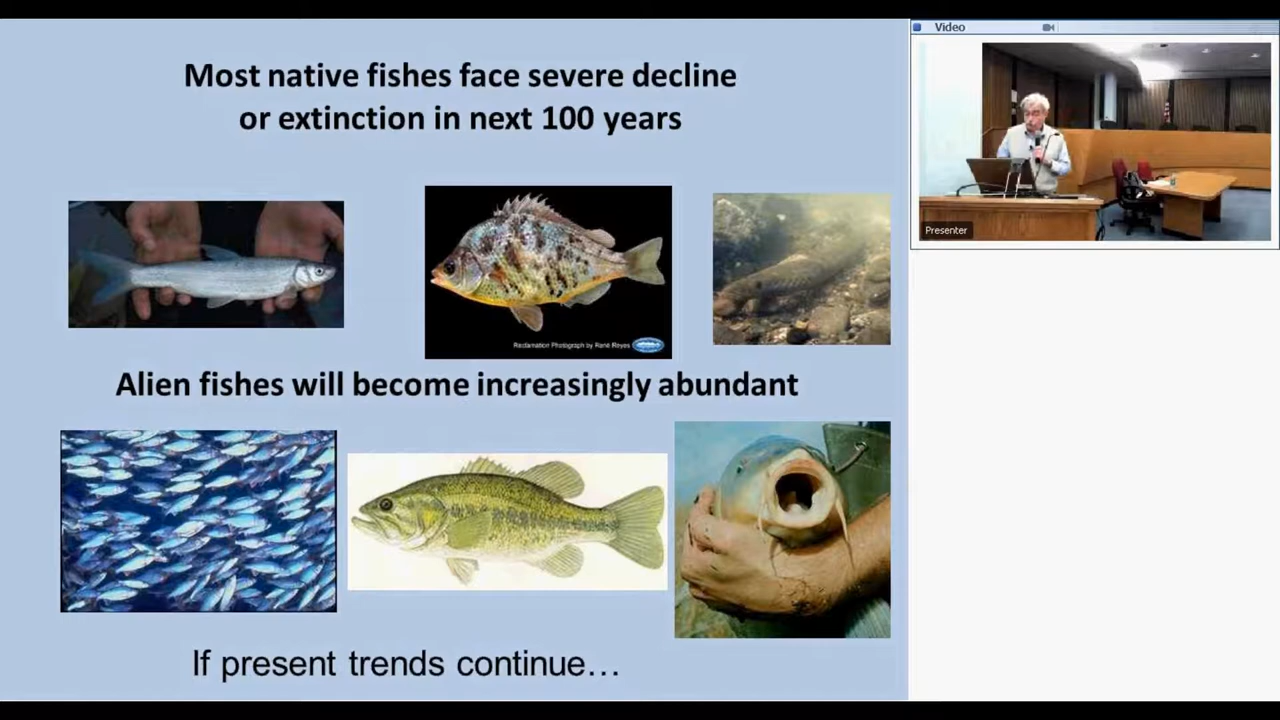 Most native fishes face severe decline
or extinction in next 100 years
Reclamation Photograph by René Reyes
Alien fishes will become increasingly abundant
If present trends continue…
Video
Presenter